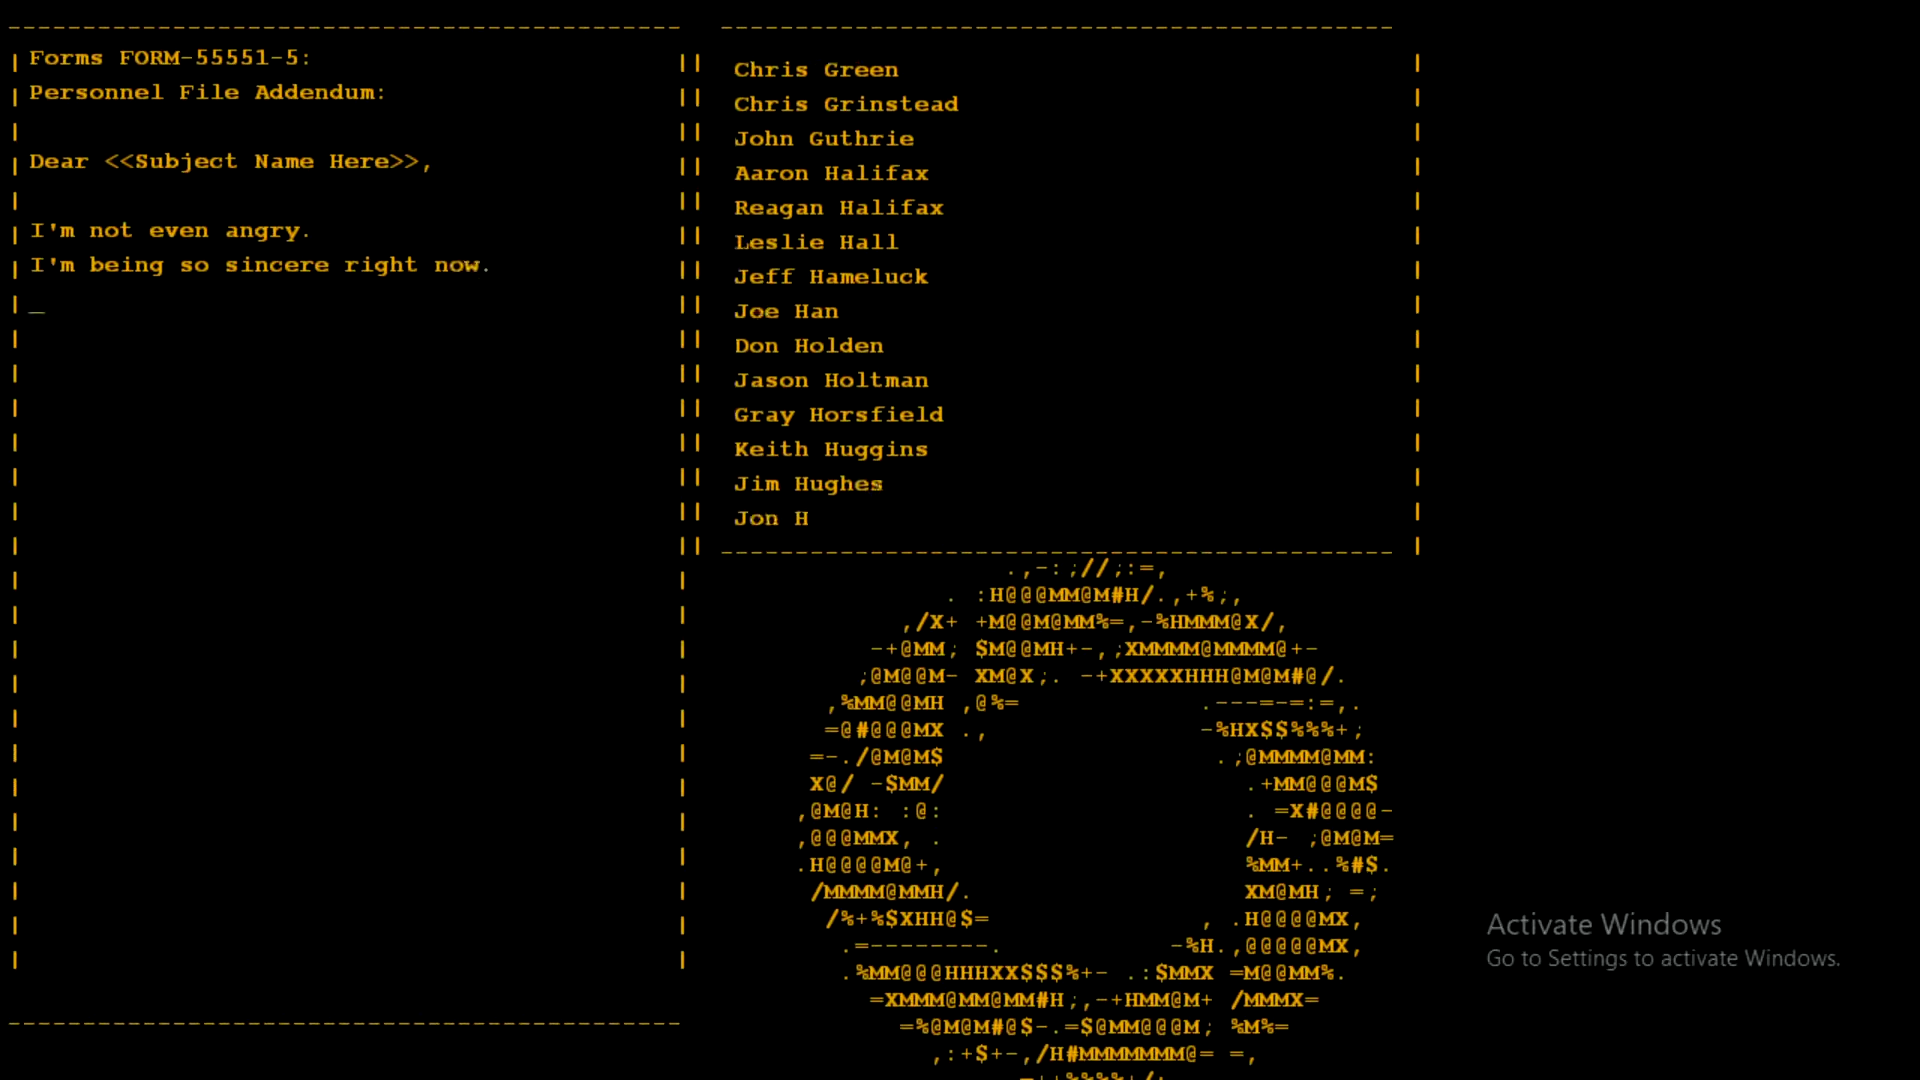 Forms FORM-55551-5:
Personnel File Addendum:
Dear <<Subject Name Here>>,
I'm not even angry.
I'm being so sincere right now.
_
Chris Green
Chris Grinstead
John Guthrie
Aaron Halifax
Reagan Halifax
Leslie Hall
Jeff Hameluck
Joe Han
Don Holden
Jason Holtman
Gray Horsfield
Keith Huggins
Jim Hughes
Jon H
Activate Windows
Go to Settings to activate Windows.